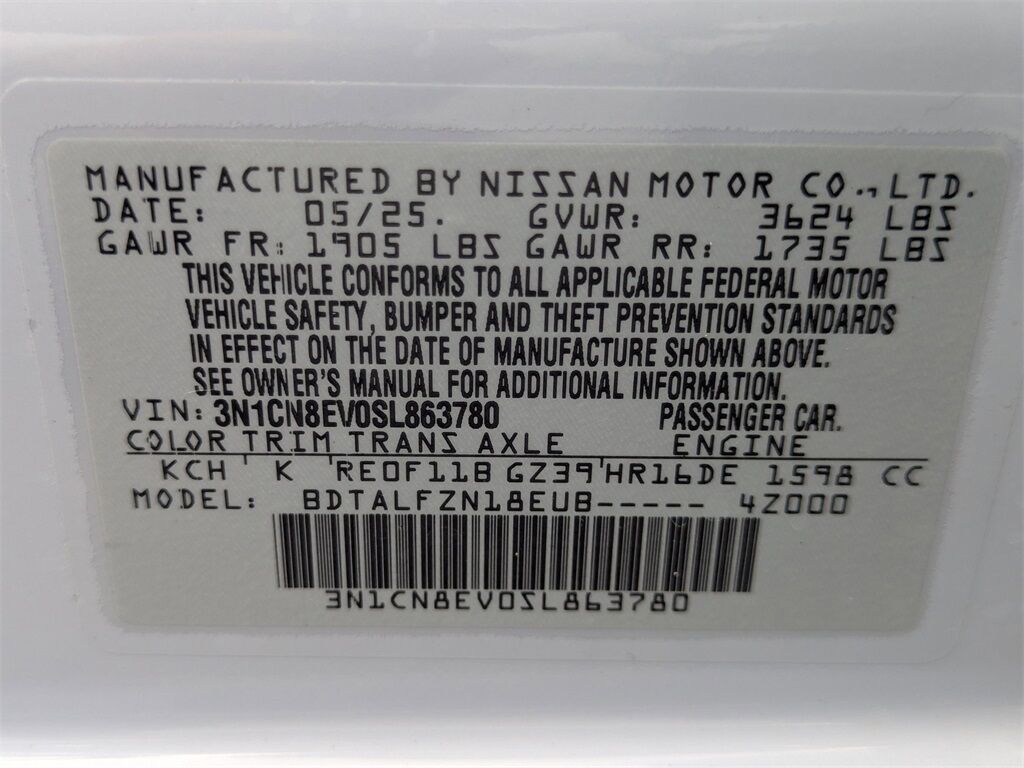 MANUFACTURED BY NISSAN MOTOR CO., LTD.
DATE: 05/25. GVWR: 3624 LBS
GAWR FR: 1905 LBS GAWR RR: 1735 LBS
THIS VEHICLE CONFORMS TO ALL APPLICABLE FEDERAL MOTOR
VEHICLE SAFETY, BUMPER AND THEFT PREVENTION STANDARDS
IN EFFECT ON THE DATE OF MANUFACTURE SHOWN ABOVE.
SEE OWNER'S MANUAL FOR ADDITIONAL INFORMATION.
VIN: 3N1CN8EV0SL863780 PASSENGER CAR.
COLOR TRIM TRANS AXLE ENGINE
KCH K RE0F11B GZ39 HR16DE 1598 CC
MODEL: BDTALFZN18EUB----- 4Z000
3N1CN8EV0SL863780